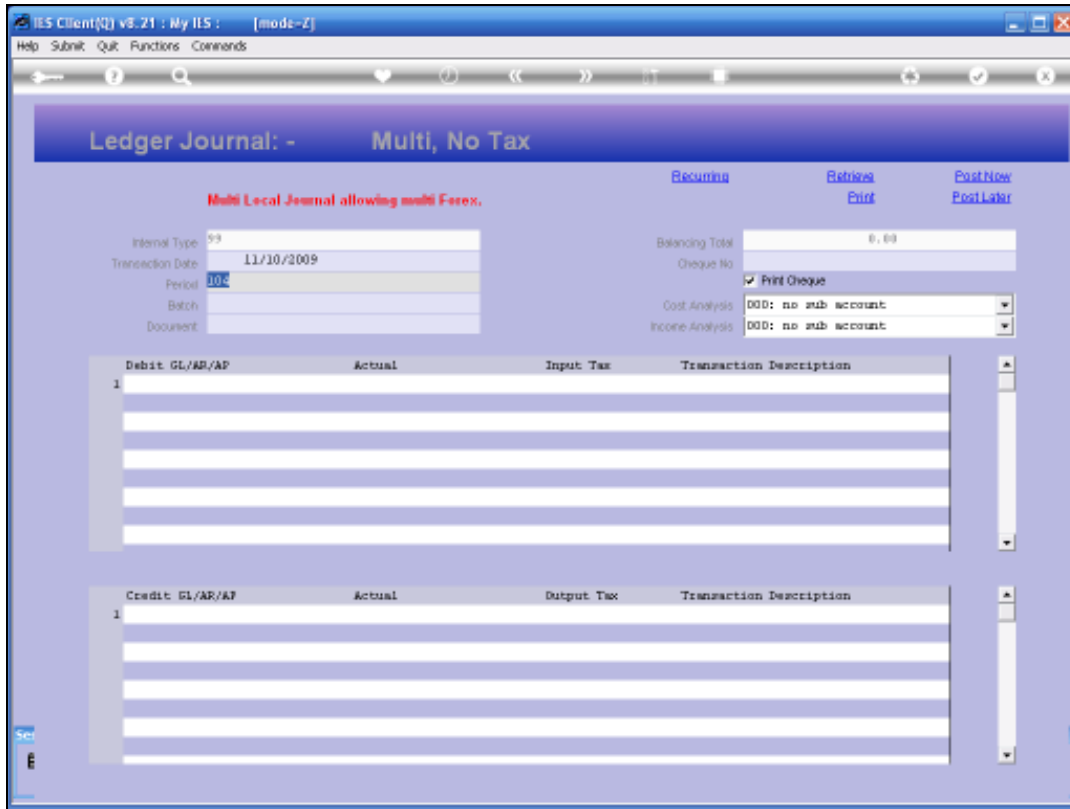 IES Client(Q) v8.21 : My IES : [mode-Z]
Help Submit Quit Functions Commands
Ledger Journal: - Multi, No Tax
Recurring Retrieve Post Now
Multi Local Journal allowing multi Forex. Print Post Later
Internal Type 99 Balancing Total 0.00
Transaction Date 11/10/2009 Cheque No
Period 104 Print Cheque
Batch Cost Analysis 000: no sub account
Document Income Analysis 000: no sub account
Debit GL/AR/AP Actual Input Tax Transaction Description
1
Credit GL/AR/AP Actual Output Tax Transaction Description
1